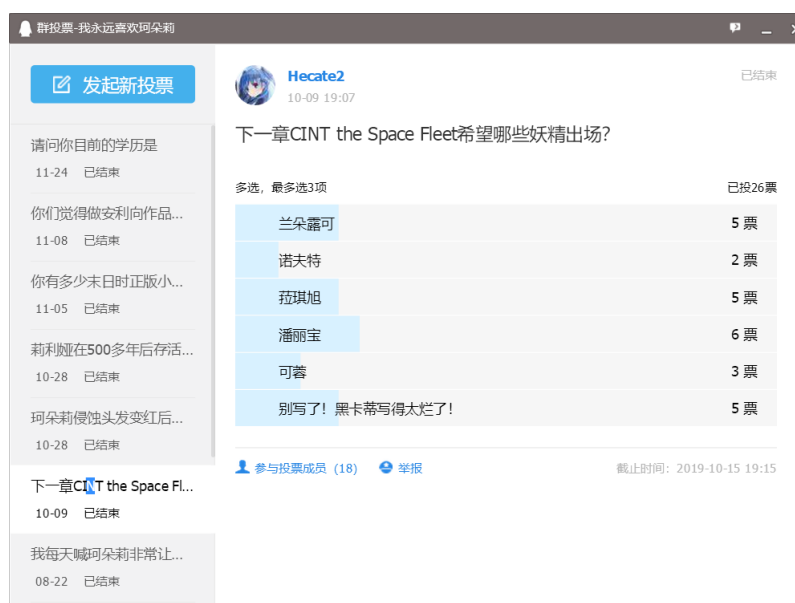 群投票-我永远喜欢珂朵莉
发起新投票
请问你目前的学历是
11-24 已结束
你们觉得做安利向作品...
11-08 已结束
你有多少末日时正版小...
11-05 已结束
莉利娅在500多年后存活...
10-28 已结束
珂朵莉侵蚀头发变红后...
10-28 已结束
下一章CINT the Space Fl...
10-09 已结束
我每天喊珂朵莉非常让...
08-22 已结束
Hecate2
已结束
10-09 19:07
下一章CINT the Space Fleet希望哪些妖精出场?
多选，最多选3项
已投26票
兰朵露可 5 票
诺夫特 2 票
菈琪旭 5 票
潘丽宝 6 票
可蓉 3 票
别写了！黑卡蒂写得太烂了！ 5 票
参与投票成员 (18) 举报
截止时间：2019-10-15 19:15